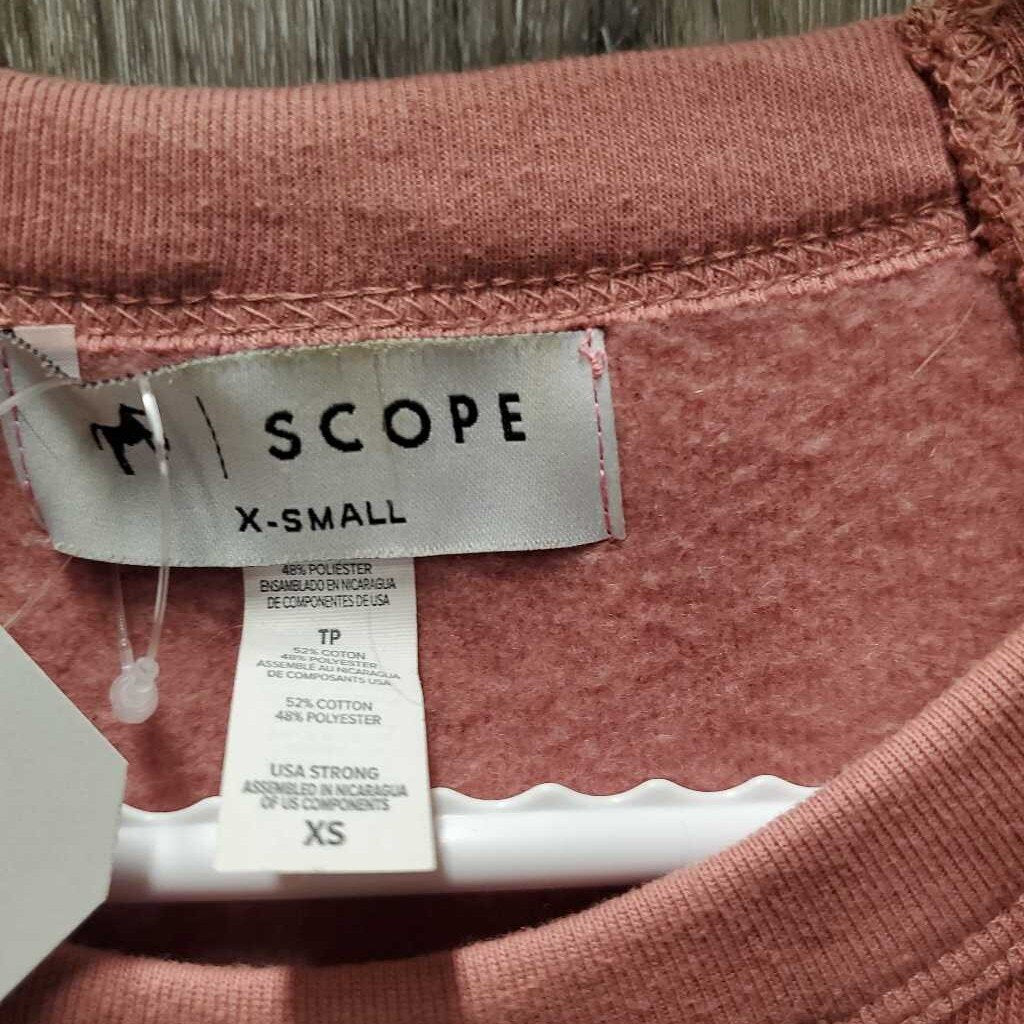 SCOPE
X-SMALL
48% POLIÉSTER
ENSAMBLADO EN NICARAGUA
DE COMPONENTES DE USA
TP
52% COTON
48% POLYESTER
ASSEMBLÉ AU NICARAGUA
DE COMPOSANTS USA
52% COTTON
48% POLYESTER
USA STRONG
ASSEMBLED IN NICARAGUA
OF US COMPONENTS
XS